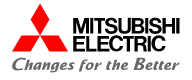 MITSUBISHI
ELECTRIC
Changes for the Better